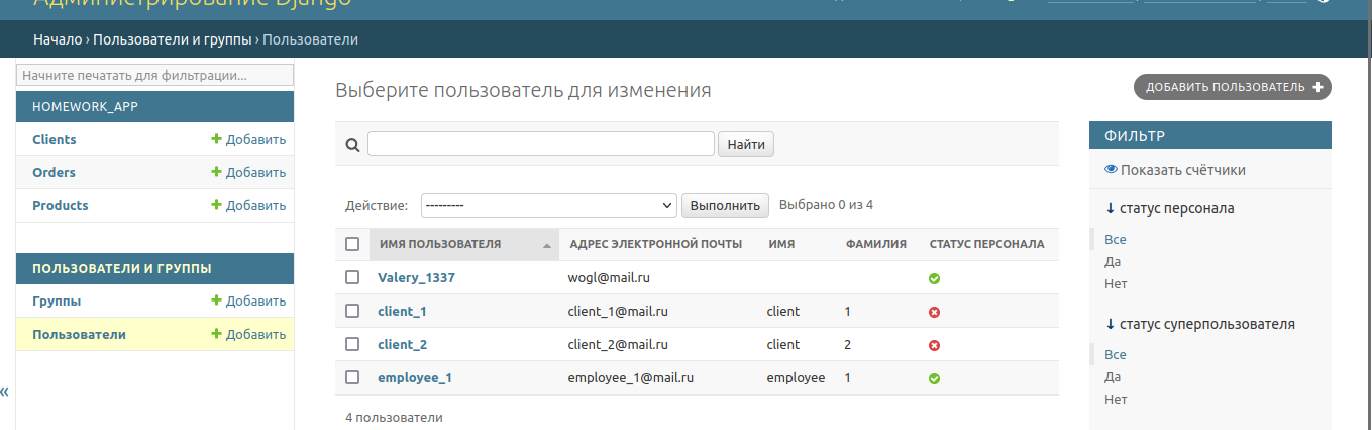 Администрирование Django
Начало › Пользователи и группы › Пользователи
Начните печатать для фильтрации...
HOMEWORK_APP
Clients Добавить
Orders Добавить
Products Добавить
ПОЛЬЗОВАТЕЛИ И ГРУППЫ
Группы Добавить
Пользователи Добавить
«
Выберите пользователь для изменения
ДОБАВИТЬ ПОЛЬЗОВАТЕЛЬ
Найти
Действие: --------- Выполнить Выбрано 0 из 4
ИМЯ ПОЛЬЗОВАТЕЛЯ АДРЕС ЭЛЕКТРОННОЙ ПОЧТЫ ИМЯ ФАМИЛИЯ СТАТУС ПЕРСОНАЛА
Valery_1337 wogl@mail.ru
client_1 client_1@mail.ru client 1
client_2 client_2@mail.ru client 2
employee_1 employee_1@mail.ru employee 1
4 пользователи
ФИЛЬТР
Показать счётчики
↓ статус персонала
Все
Да
Нет
↓ статус суперпользователя
Все
Да
Нет